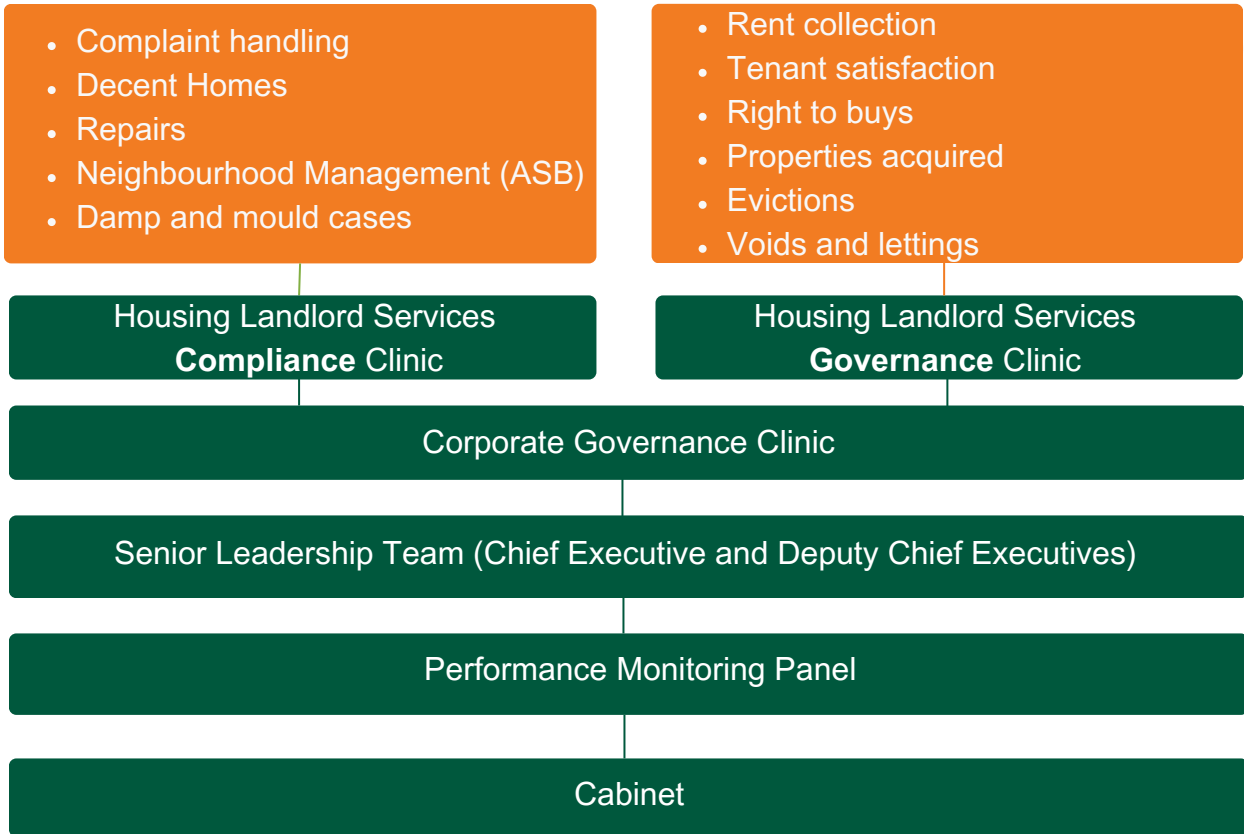 • Complaint handling
• Decent Homes
• Repairs
• Neighbourhood Management (ASB)
• Damp and mould cases
• Rent collection
• Tenant satisfaction
• Right to buys
• Properties acquired
• Evictions
• Voids and lettings
Housing Landlord Services
Compliance Clinic
Housing Landlord Services
Governance Clinic
Corporate Governance Clinic
Senior Leadership Team (Chief Executive and Deputy Chief Executives)
Performance Monitoring Panel
Cabinet